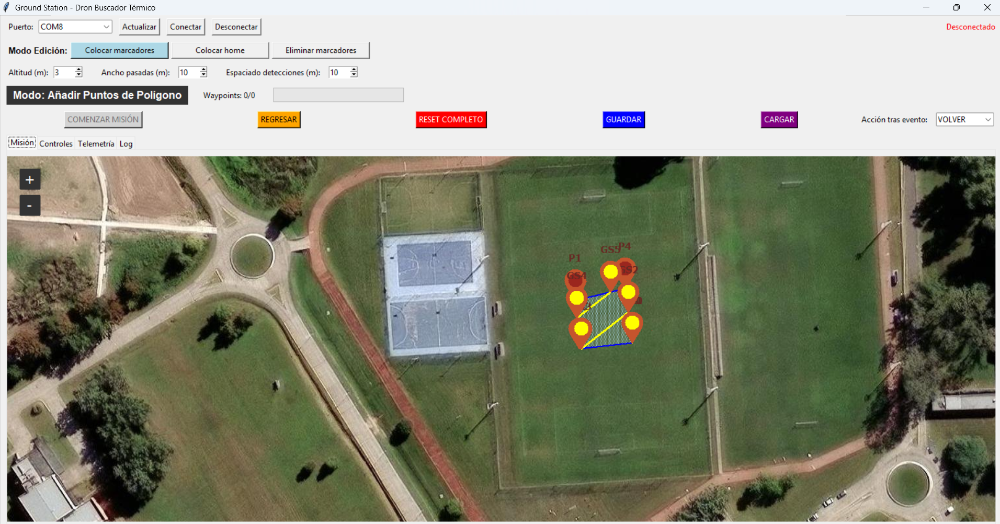 Ground Station - Dron Buscador Térmico
Puerto: COM8 Actualizar Conectar Desconectar Desconectado
Modo Edición: Colocar marcadores Colocar home Eliminar marcadores
Altitud (m): 3 Ancho pasadas (m): 10 Espaciado detecciones (m): 10
Modo: Añadir Puntos de Polígono Waypoints: 0/0
COMENZAR MISIÓN REGRESAR RESET COMPLETO GUARDAR CARGAR Acción tras evento: VOLVER
Misión Controles Telemetría Log
+
-
GS5 P4
P1
GS4 GS2